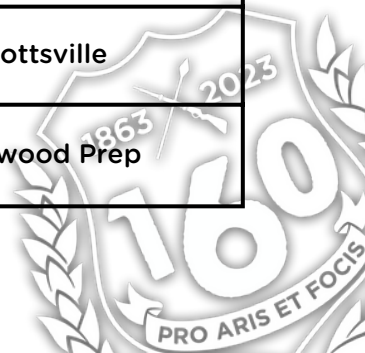 ottsville
wood Prep
1863 2023
160
PRO ARIS ET FOCIS